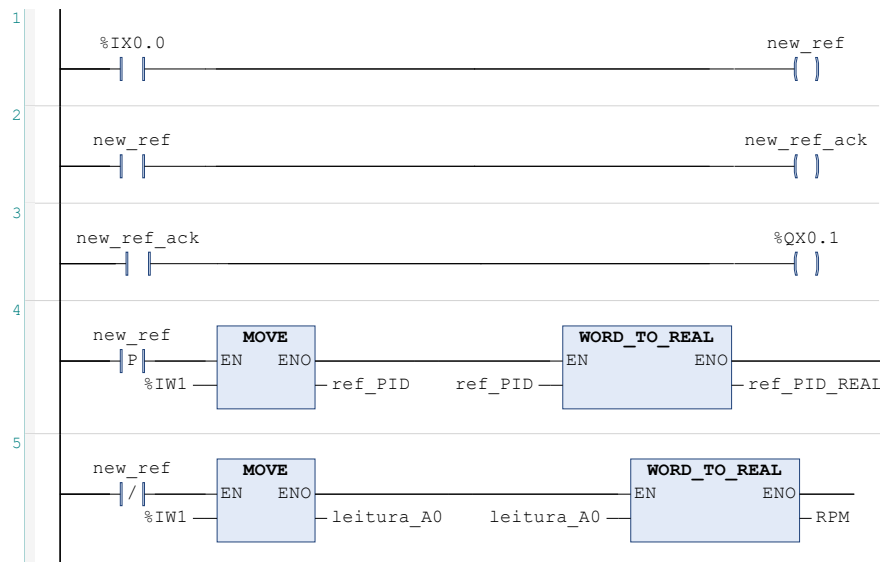 1
%IX0.0 new_ref
2
new_ref new_ref_ack
3
new_ref_ack %QX0.1
4
new_ref MOVE WORD_TO_REAL
P EN ENO EN ENO
%IW1 ref_PID ref_PID ref_PID_REAL
5
new_ref MOVE WORD_TO_REAL
/ EN ENO EN ENO
%IW1 leitura_A0 leitura_A0 RPM